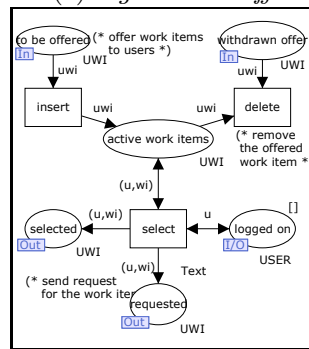 to be offered
(* offer work items
to users *)
withdrawn offer
In
UWI
In
UWI
uwi
uwi
insert
delete
uwi
uwi
active work items
UWI
(* remove
the offered
work item *
(u,wi)
selected
(u,wi)
select
u
logged on
[]
Out
UWI
I/O
USER
(u,wi)
Text
(* send request
for the work iter
requested
Out
UWI